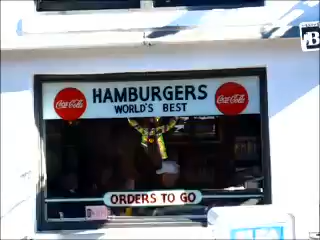 B
Coca-Cola HAMBURGERS Coca-Cola
WORLD'S BEST
ORDERS TO GO